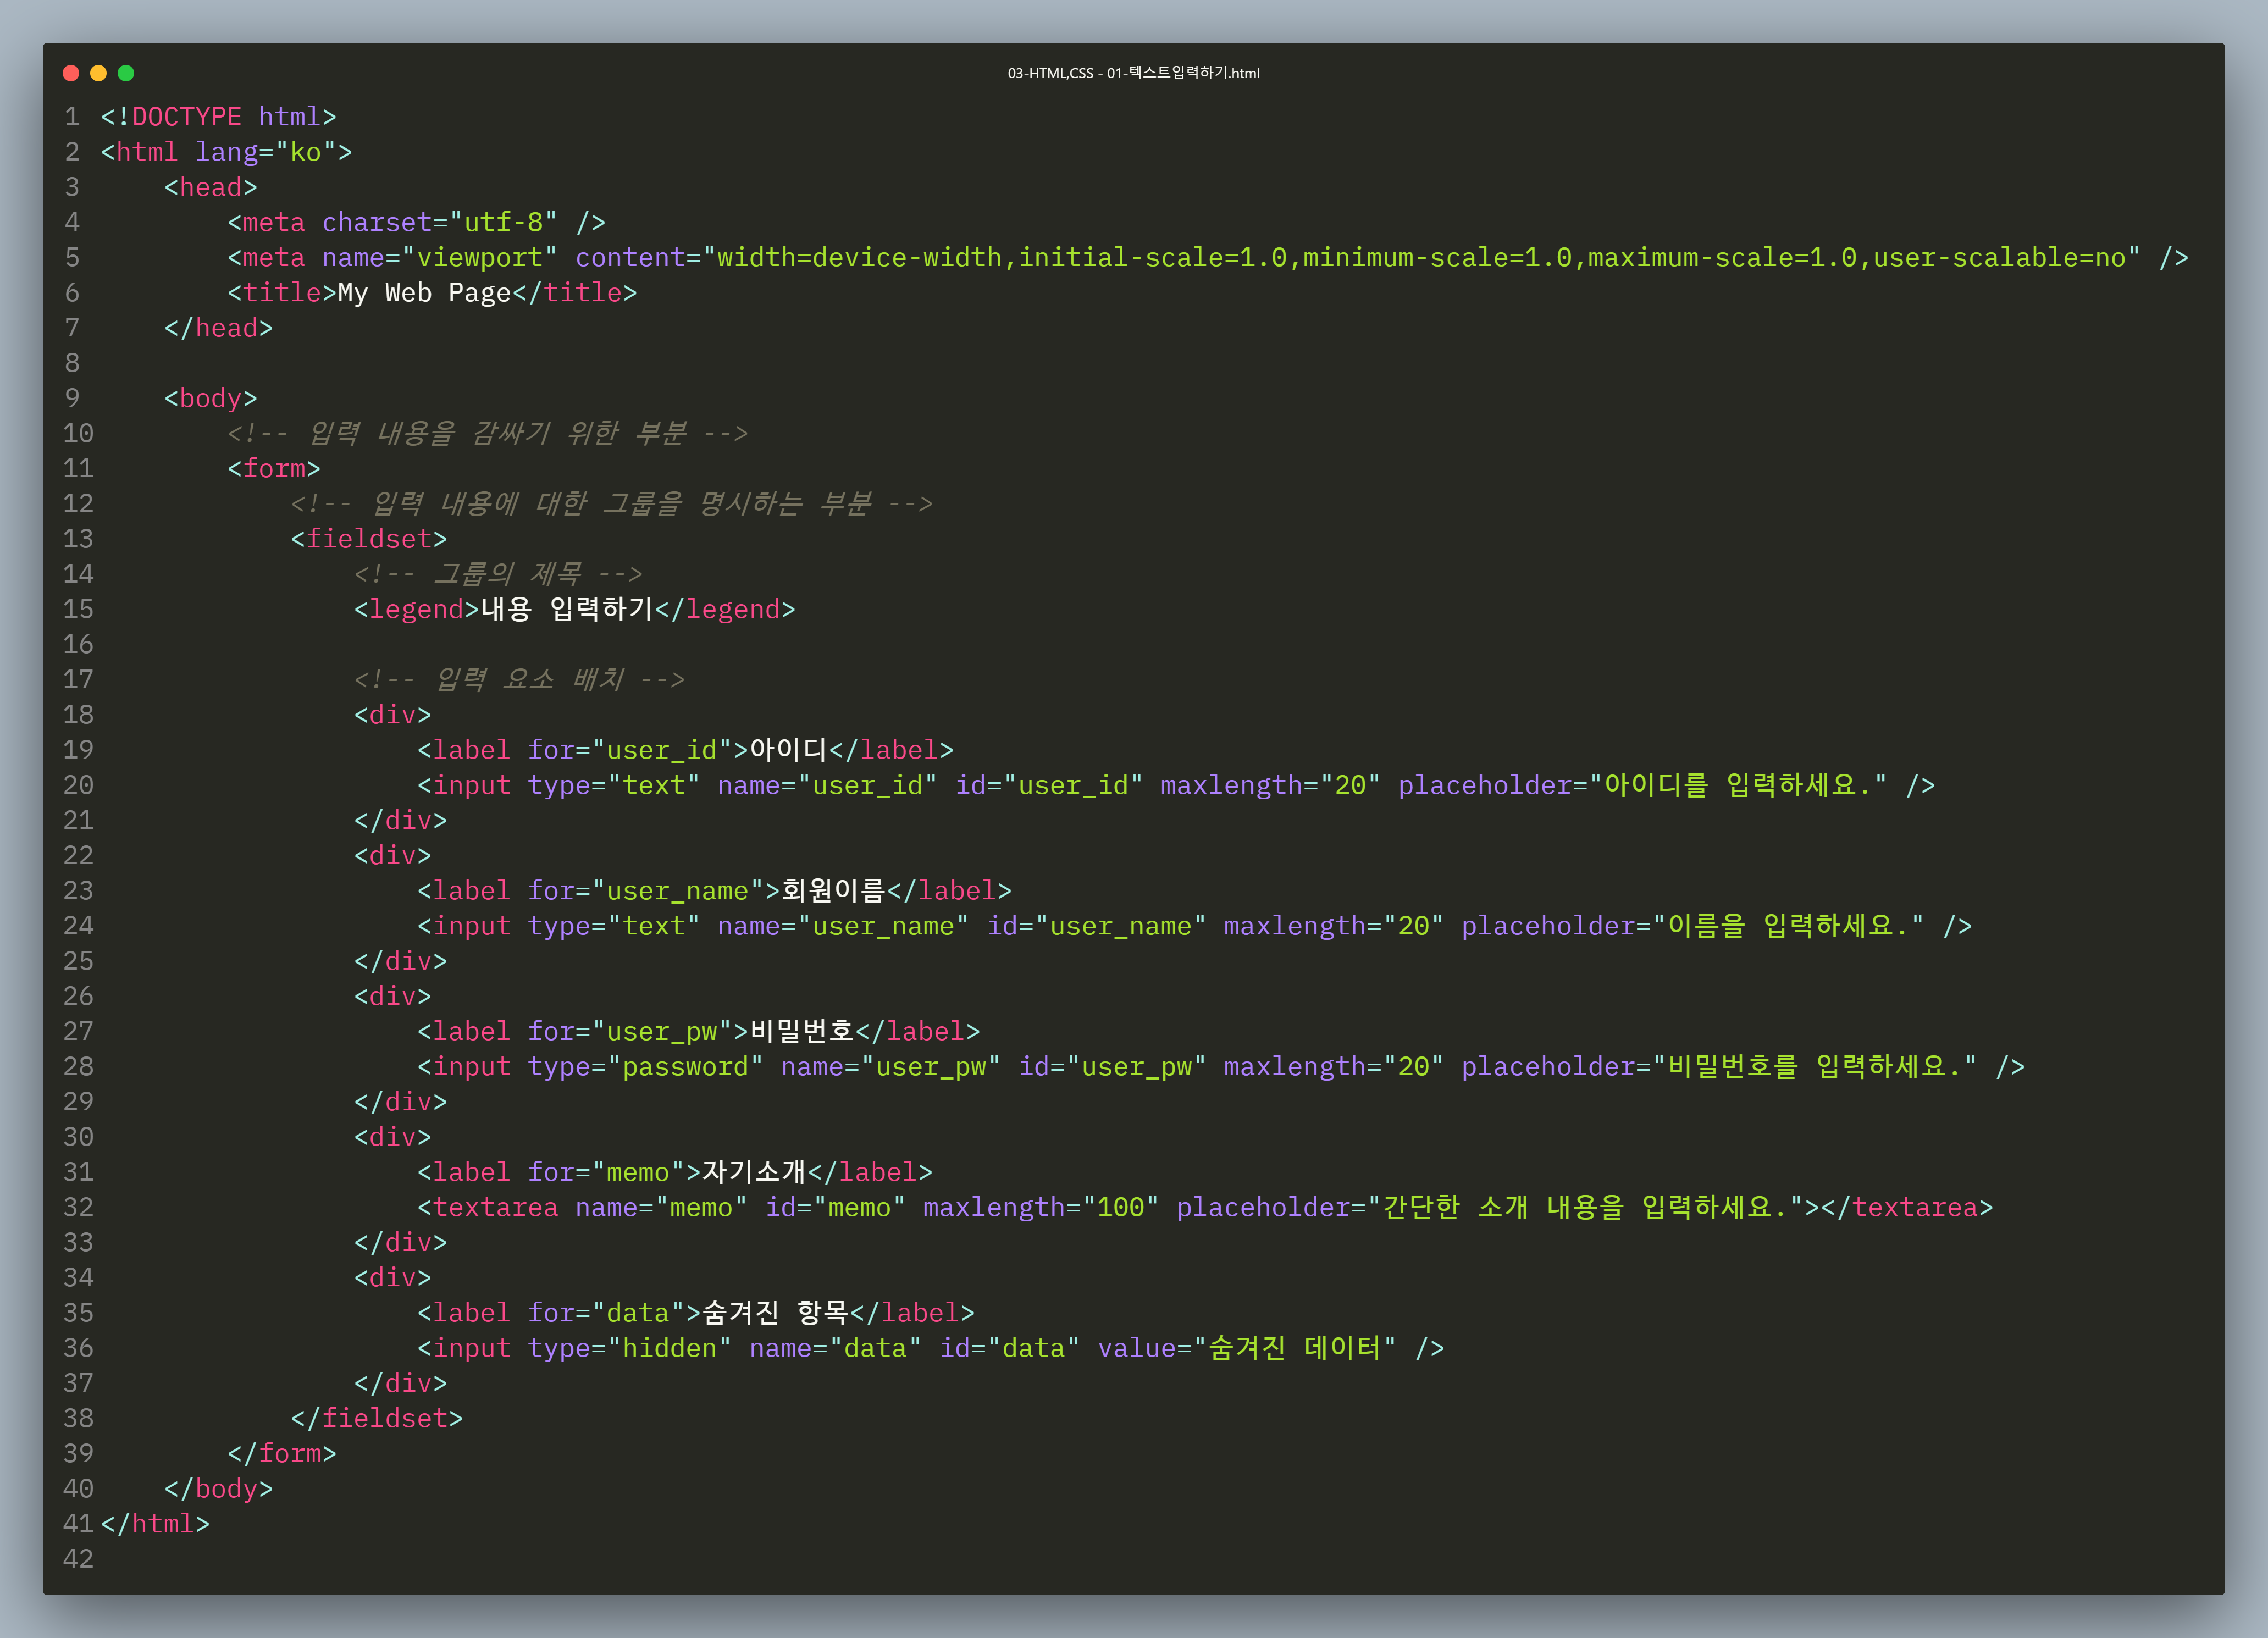 03-HTML,CSS - 01-텍스트입력하기.html
1 <!DOCTYPE html>
2 <html lang="ko">
3     <head>
4         <meta charset="utf-8" />
5         <meta name="viewport" content="width=device-width,initial-scale=1.0,minimum-scale=1.0,maximum-scale=1.0,user-scalable=no" />
6         <title>My Web Page</title>
7     </head>
8
9     <body>
10         <!-- 입력 내용을 감싸기 위한 부분 -->
11         <form>
12             <!-- 입력 내용에 대한 그룹을 명시하는 부분 -->
13             <fieldset>
14                 <!-- 그룹의 제목 -->
15                 <legend>내용 입력하기</legend>
16
17                 <!-- 입력 요소 배치 -->
18                 <div>
19                     <label for="user_id">아이디</label>
20                     <input type="text" name="user_id" id="user_id" maxlength="20" placeholder="아이디를 입력하세요." />
21                 </div>
22                 <div>
23                     <label for="user_name">회원이름</label>
24                     <input type="text" name="user_name" id="user_name" maxlength="20" placeholder="이름을 입력하세요." />
25                 </div>
26                 <div>
27                     <label for="user_pw">비밀번호</label>
28                     <input type="password" name="user_pw" id="user_pw" maxlength="20" placeholder="비밀번호를 입력하세요." />
29                 </div>
30                 <div>
31                     <label for="memo">자기소개</label>
32                     <textarea name="memo" id="memo" maxlength="100" placeholder="간단한 소개 내용을 입력하세요."></textarea>
33                 </div>
34                 <div>
35                     <label for="data">숨겨진 항목</label>
36                     <input type="hidden" name="data" id="data" value="숨겨진 데이터" />
37                 </div>
38             </fieldset>
39         </form>
40     </body>
41 </html>
42